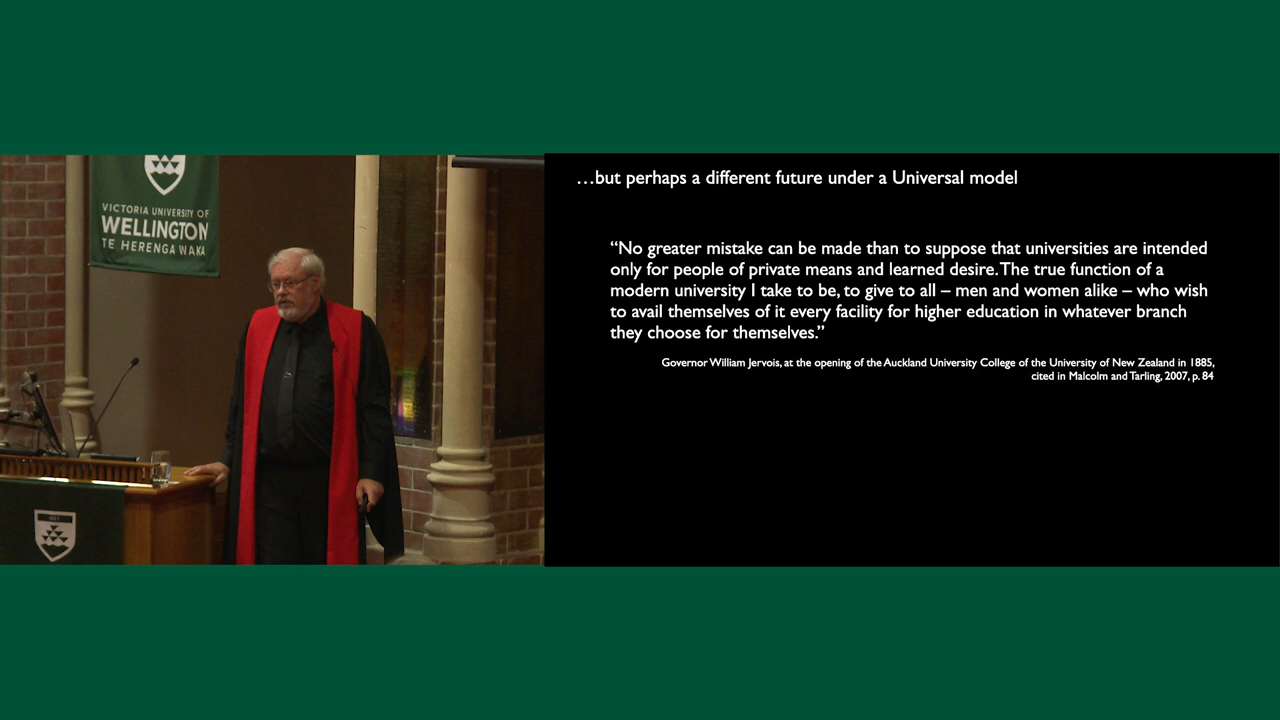 VICTORIA UNIVERSITY OF
WELLINGTON
TE HERENGA WAKA
…but perhaps a different future under a Universal model
“No greater mistake can be made than to suppose that universities are intended
only for people of private means and learned desire. The true function of a
modern university I take to be, to give to all – men and women alike – who wish
to avail themselves of it every facility for higher education in whatever branch
they choose for themselves.”
Governor William Jervois, at the opening of the Auckland University College of the University of New Zealand in 1885,
cited in Malcolm and Tarling, 2007, p. 84